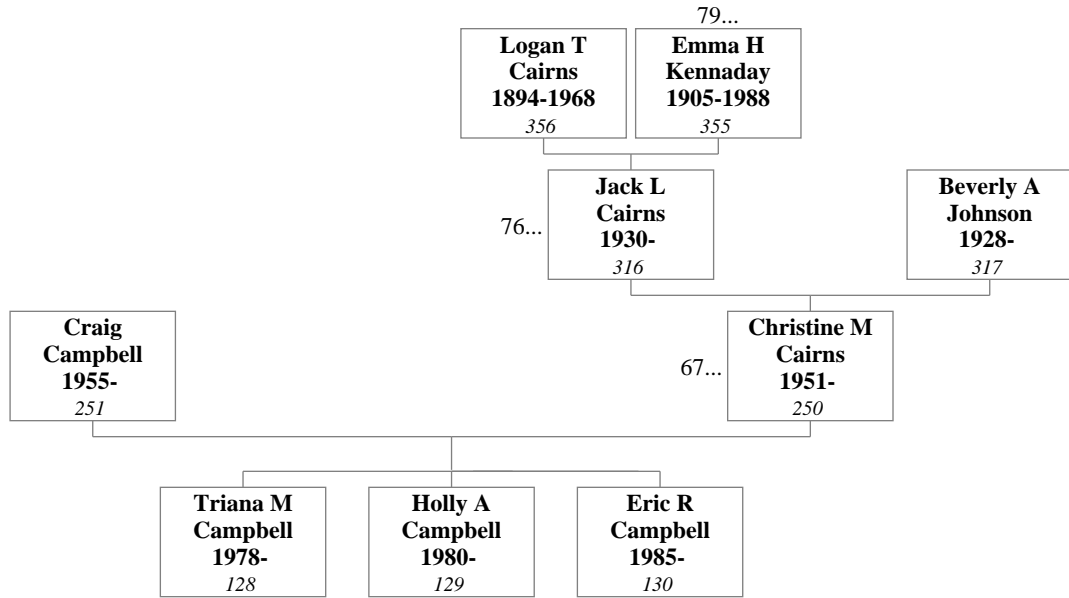 79...
Logan T
Cairns
1894-1968
356
Emma H
Kennaday
1905-1988
355
76...
Jack L
Cairns
1930-
316
Beverly A
Johnson
1928-
317
Craig
Campbell
1955-
251
67...
Christine M
Cairns
1951-
250
Triana M
Campbell
1978-
128
Holly A
Campbell
1980-
129
Eric R
Campbell
1985-
130